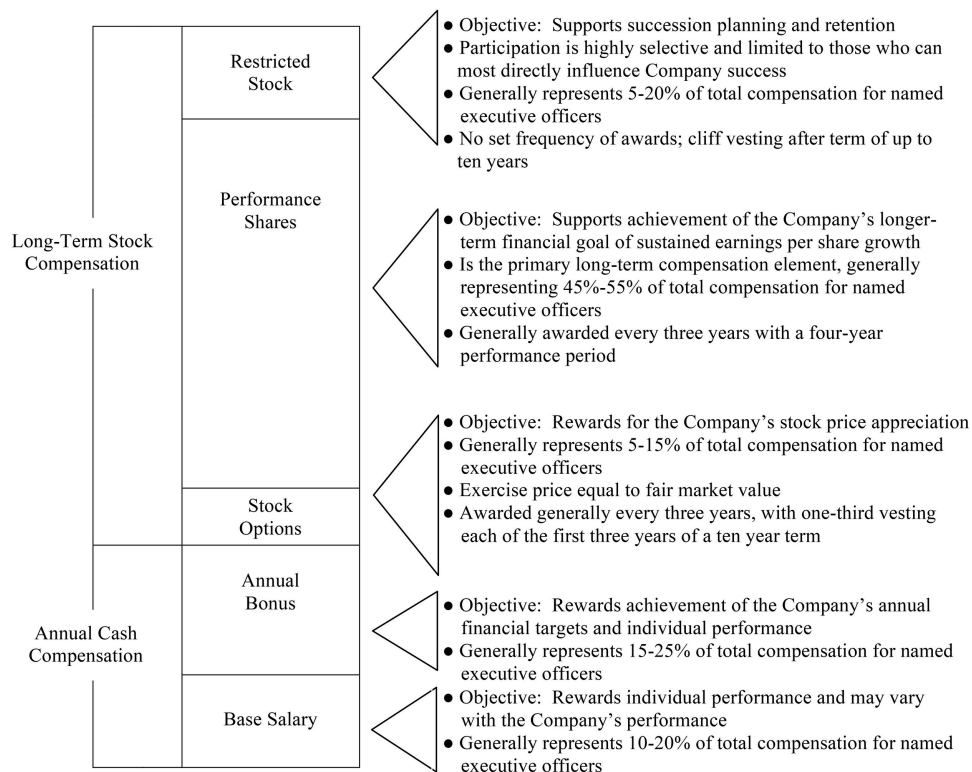 Restricted
Stock
● Objective:  Supports succession planning and retention
● Participation is highly selective and limited to those who can
most directly influence Company success
● Generally represents 5-20% of total compensation for named
executive officers
● No set frequency of awards; cliff vesting after term of up to
ten years
Long-Term Stock
Compensation
Performance
Shares
● Objective:  Supports achievement of the Company’s longer-
term financial goal of sustained earnings per share growth
● Is the primary long-term compensation element, generally
representing 45%-55% of total compensation for named
executive officers
● Generally awarded every three years with a four-year
performance period
Stock
Options
● Objective:  Rewards for the Company’s stock price appreciation
● Generally represents 5-15% of total compensation for named
executive officers
● Exercise price equal to fair market value
● Awarded generally every three years, with one-third vesting
each of the first three years of a ten year term
Annual Cash
Compensation
Annual
Bonus
● Objective:  Rewards achievement of the Company’s annual
financial targets and individual performance
● Generally represents 15-25% of total compensation for named
executive officers
Base Salary
● Objective:  Rewards individual performance and may vary
with the Company’s performance
● Generally represents 10-20% of total compensation for named
executive officers